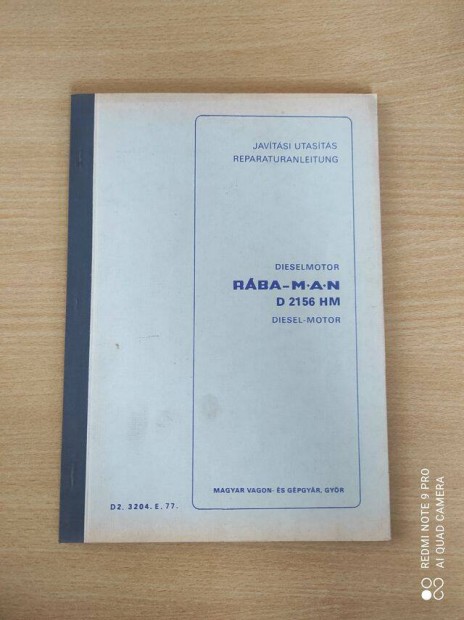 JAVÍTÁSI UTASÍTÁS
REPARATURANLEITUNG
DIESELMOTOR
RÁBA-M·A·N
D 2156 HM
DIESEL-MOTOR
MAGYAR VAGON- ÉS GÉPGYÁR, GYŐR
D2. 3204. E. 77.
REDMI NOTE 9 PRO
AI QUAD CAMERA